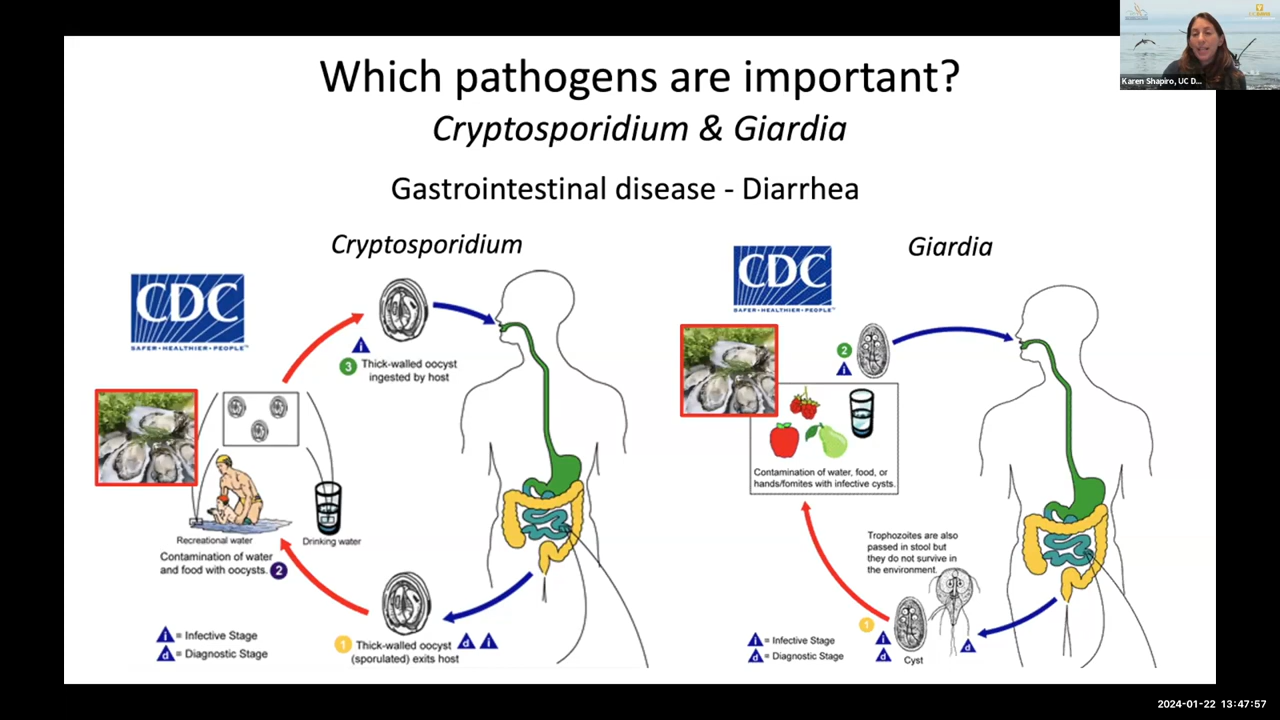 Which pathogens are important?
Cryptosporidium & Giardia
Gastrointestinal disease - Diarrhea
Karen Shapiro, UC D...
Cryptosporidium
CDC
SAFER • HEALTHIER • PEOPLE™
i
3 Thick-walled oocyst
ingested by host
Recreational water
Drinking water
Contamination of water
and food with oocysts. 2
1 Thick-walled oocyst d i
(sporulated) exits host
i = Infective Stage
d = Diagnostic Stage
Giardia
CDC
SAFER • HEALTHIER • PEOPLE™
2
i
Contamination of water, food, or
hands/fomites with infective cysts.
Trophozoites are also
passed in stool but
they do not survive in
the environment.
1
i
d
d
Cyst
i = Infective Stage
d = Diagnostic Stage
2024-01-22 13:47:57